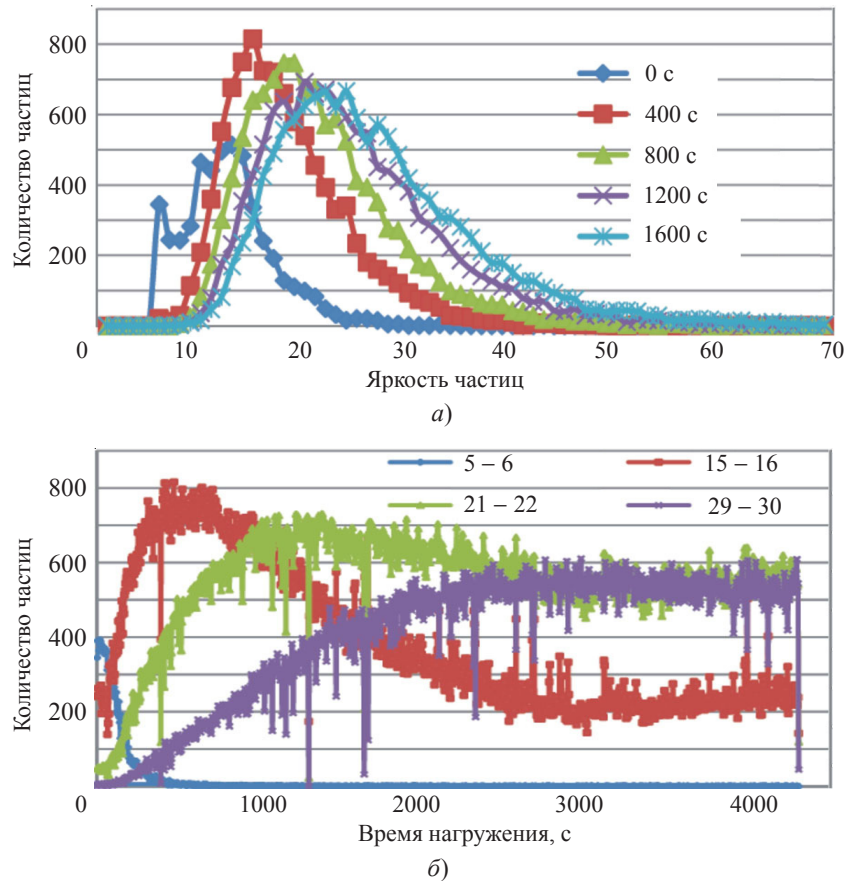 800
600
400
200
0
10
20
30
40
50
60
70
Количество частиц
Яркость частиц
0 с
400 с
800 с
1200 с
1600 с
а)
5 – 6
15 – 16
21 – 22
29 – 30
800
600
400
200
0
1000
2000
3000
4000
Количество частиц
Время нагружения, с
б)